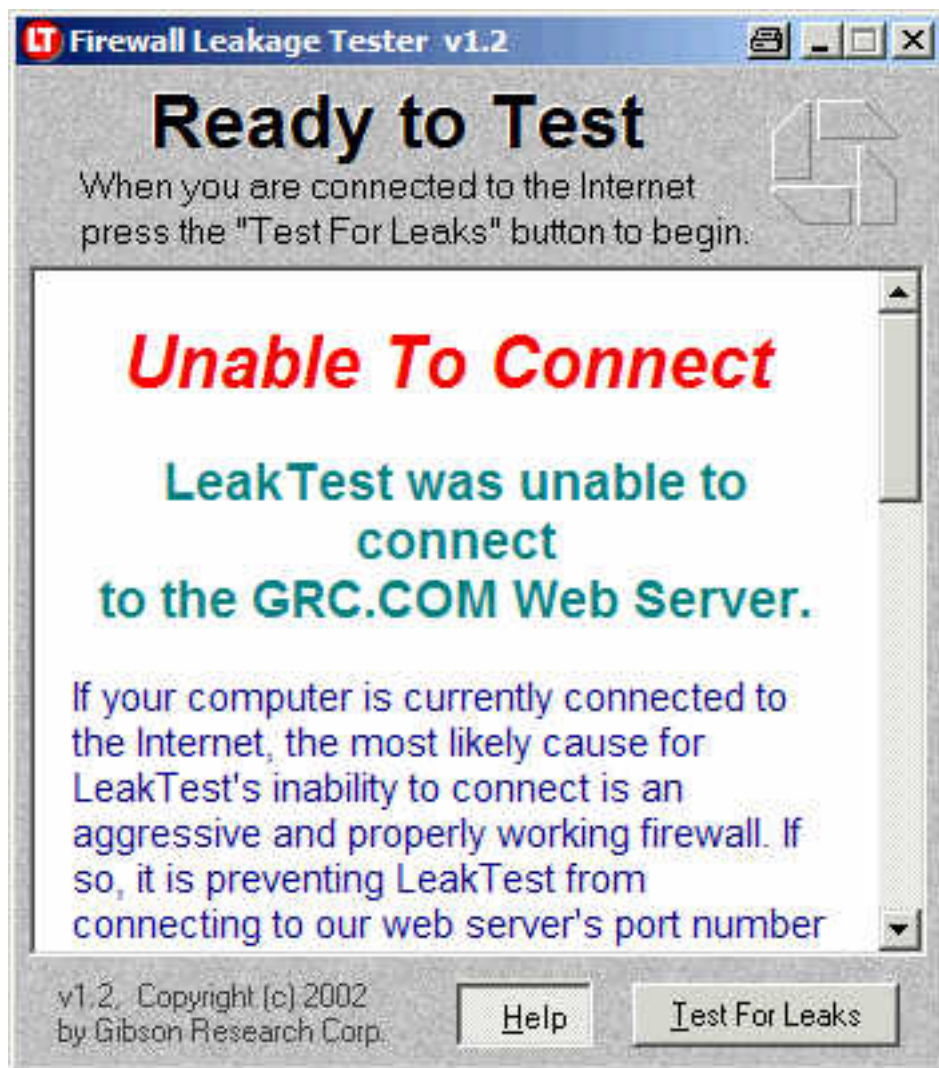 LT Firewall Leakage Tester v1.2
Ready to Test
When you are connected to the Internet
press the "Test For Leaks" button to begin.
Unable To Connect
LeakTest was unable to
connect
to the GRC.COM Web Server.
If your computer is currently connected to
the Internet, the most likely cause for
LeakTest's inability to connect is an
aggressive and properly working firewall. If
so, it is preventing LeakTest from
connecting to our web server's port number
v1.2, Copyright (c) 2002
by Gibson Research Corp.
Help
Test For Leaks